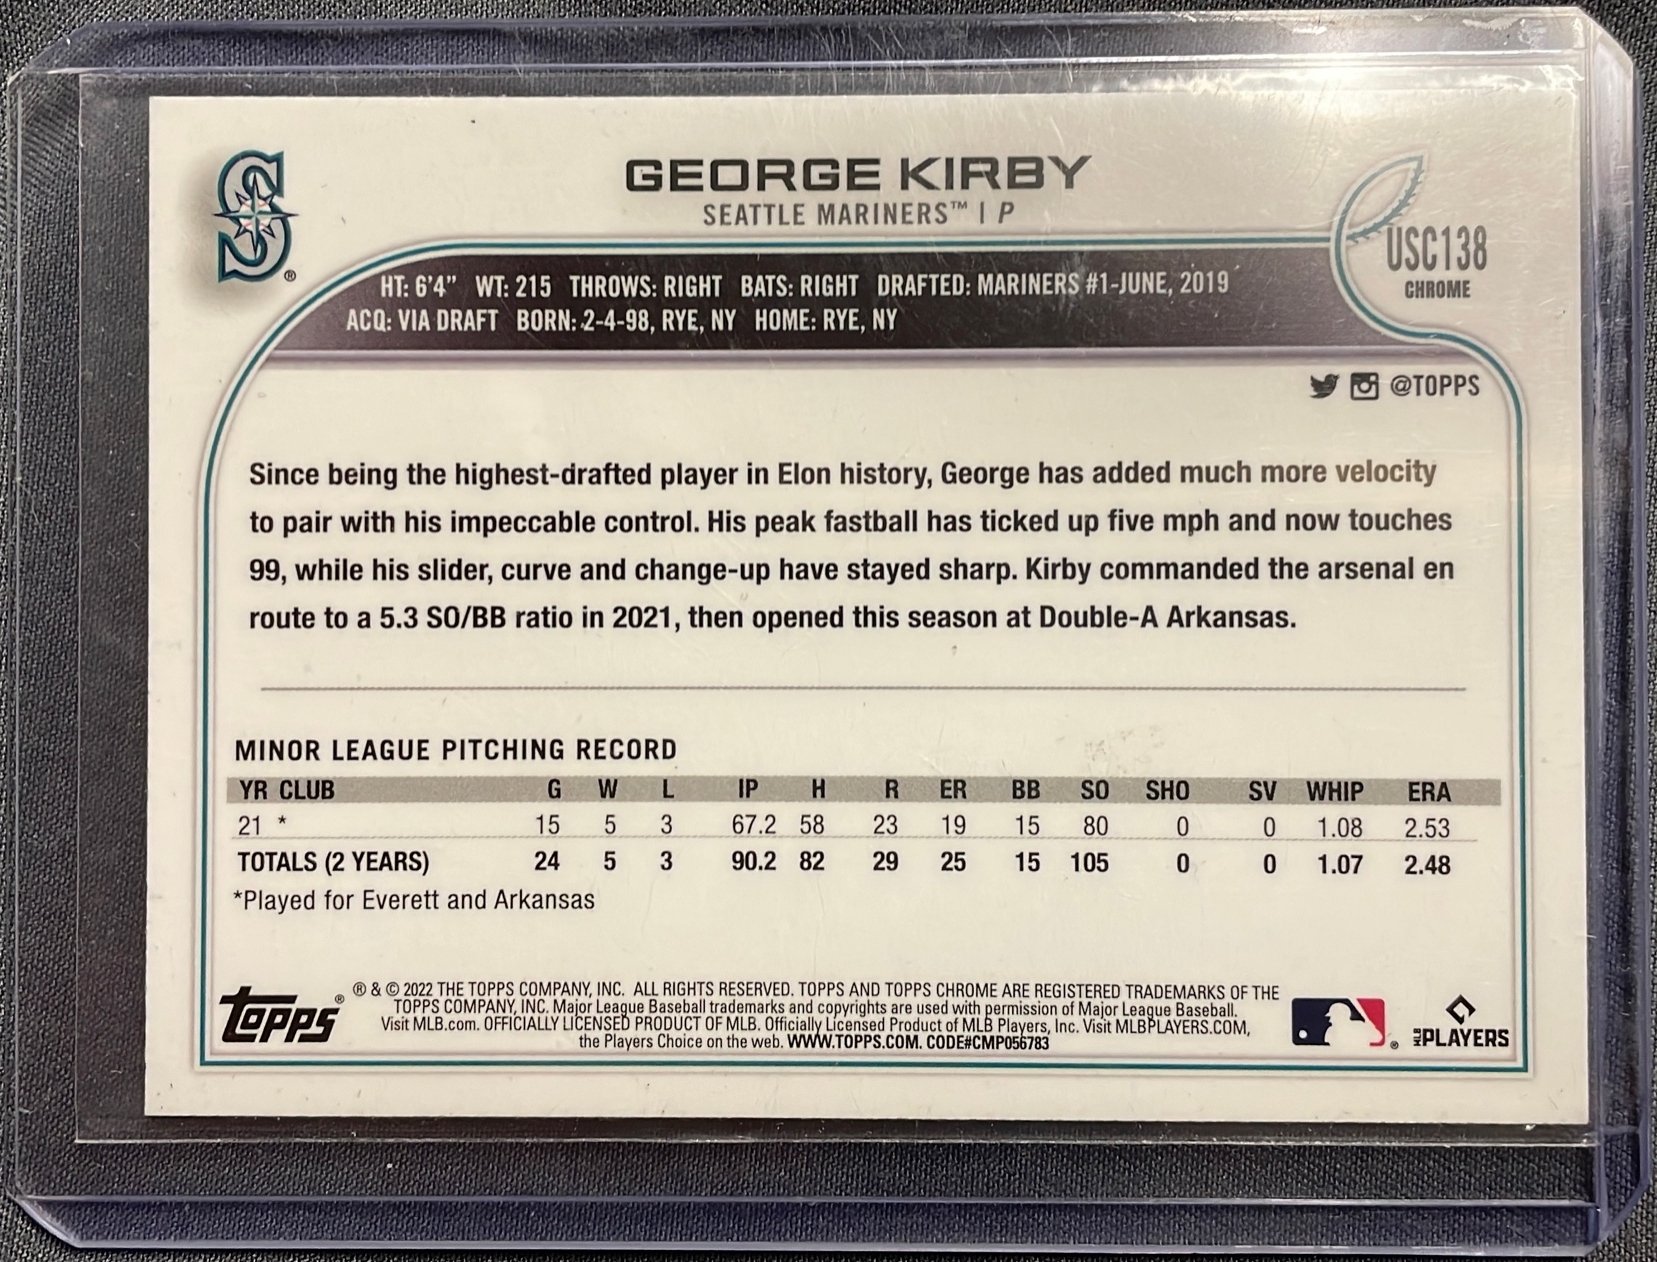 S®
GEORGE KIRBY
SEATTLE MARINERS™ | P
USC138
CHROME
HT: 6'4" WT: 215 THROWS: RIGHT BATS: RIGHT DRAFTED: MARINERS #1-JUNE, 2019
ACQ: VIA DRAFT BORN: 2-4-98, RYE, NY HOME: RYE, NY
@TOPPS
Since being the highest-drafted player in Elon history, George has added much more velocity
to pair with his impeccable control. His peak fastball has ticked up five mph and now touches
99, while his slider, curve and change-up have stayed sharp. Kirby commanded the arsenal en
route to a 5.3 SO/BB ratio in 2021, then opened this season at Double-A Arkansas.
MINOR LEAGUE PITCHING RECORD
YR CLUB G W L IP H R ER BB SO SHO SV WHIP ERA
21 * 15 5 3 67.2 58 23 19 15 80 0 0 1.08 2.53
TOTALS (2 YEARS) 24 5 3 90.2 82 29 25 15 105 0 0 1.07 2.48
*Played for Everett and Arkansas
Topps®
® & © 2022 THE TOPPS COMPANY, INC. ALL RIGHTS RESERVED. TOPPS AND TOPPS CHROME ARE REGISTERED TRADEMARKS OF THE
TOPPS COMPANY, INC. Major League Baseball trademarks and copyrights are used with permission of Major League Baseball.
Visit MLB.com. OFFICIALLY LICENSED PRODUCT OF MLB. Officially Licensed Product of MLB Players, Inc. Visit MLBPLAYERS.COM,
the Players Choice on the web. WWW.TOPPS.COM. CODE#CMP056783
®
MLB PLAYERS